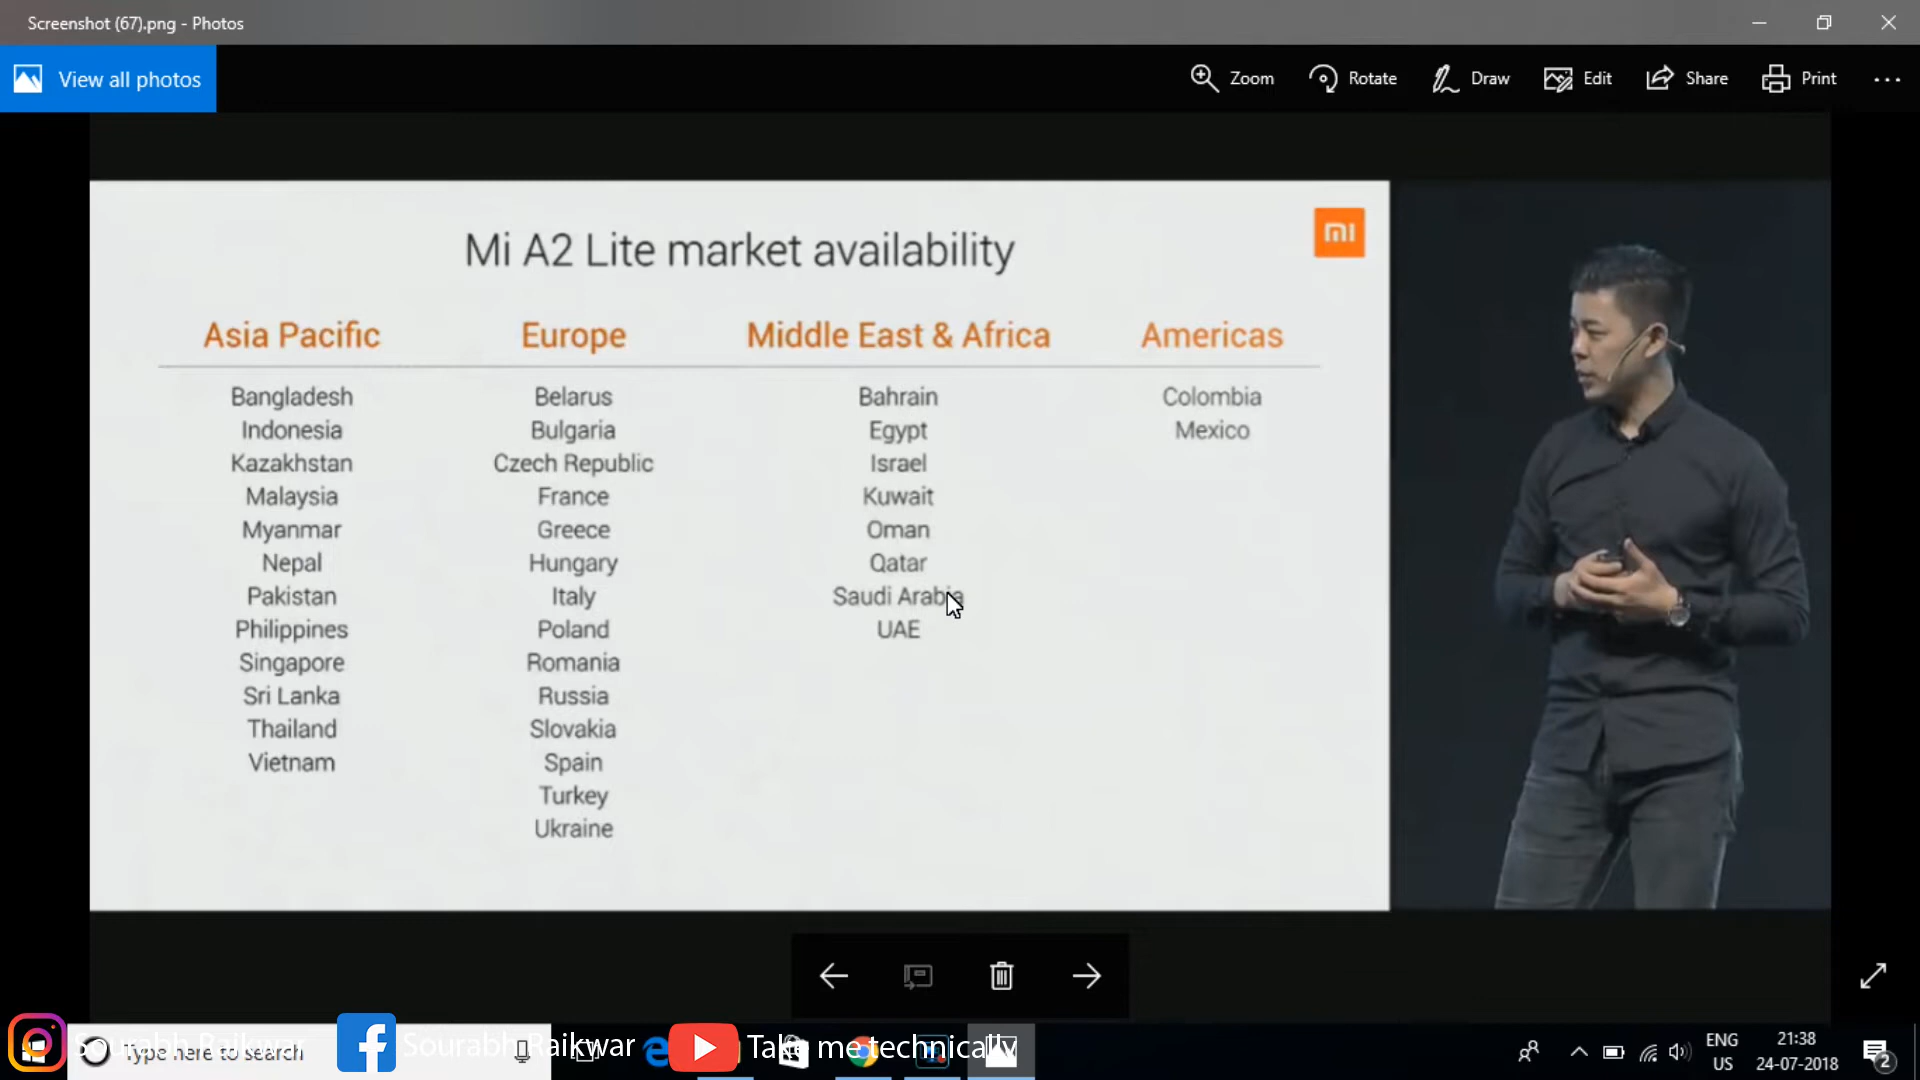 Screenshot (67).png - Photos
View all photos
Zoom
Rotate
Draw
Edit
Share
Print
Mi A2 Lite market availability
mi
Asia Pacific
Bangladesh
Indonesia
Kazakhstan
Malaysia
Myanmar
Nepal
Pakistan
Philippines
Singapore
Sri Lanka
Thailand
Vietnam
Europe
Belarus
Bulgaria
Czech Republic
France
Greece
Hungary
Italy
Poland
Romania
Russia
Slovakia
Spain
Turkey
Ukraine
Middle East & Africa
Bahrain
Egypt
Israel
Kuwait
Oman
Qatar
Saudi Arabia
UAE
Americas
Colombia
Mexico
Sourabh Raikwar
Type here to search
Sourabh Raikwar
Take me technically
ENG
US
21:38
24-07-2018
2